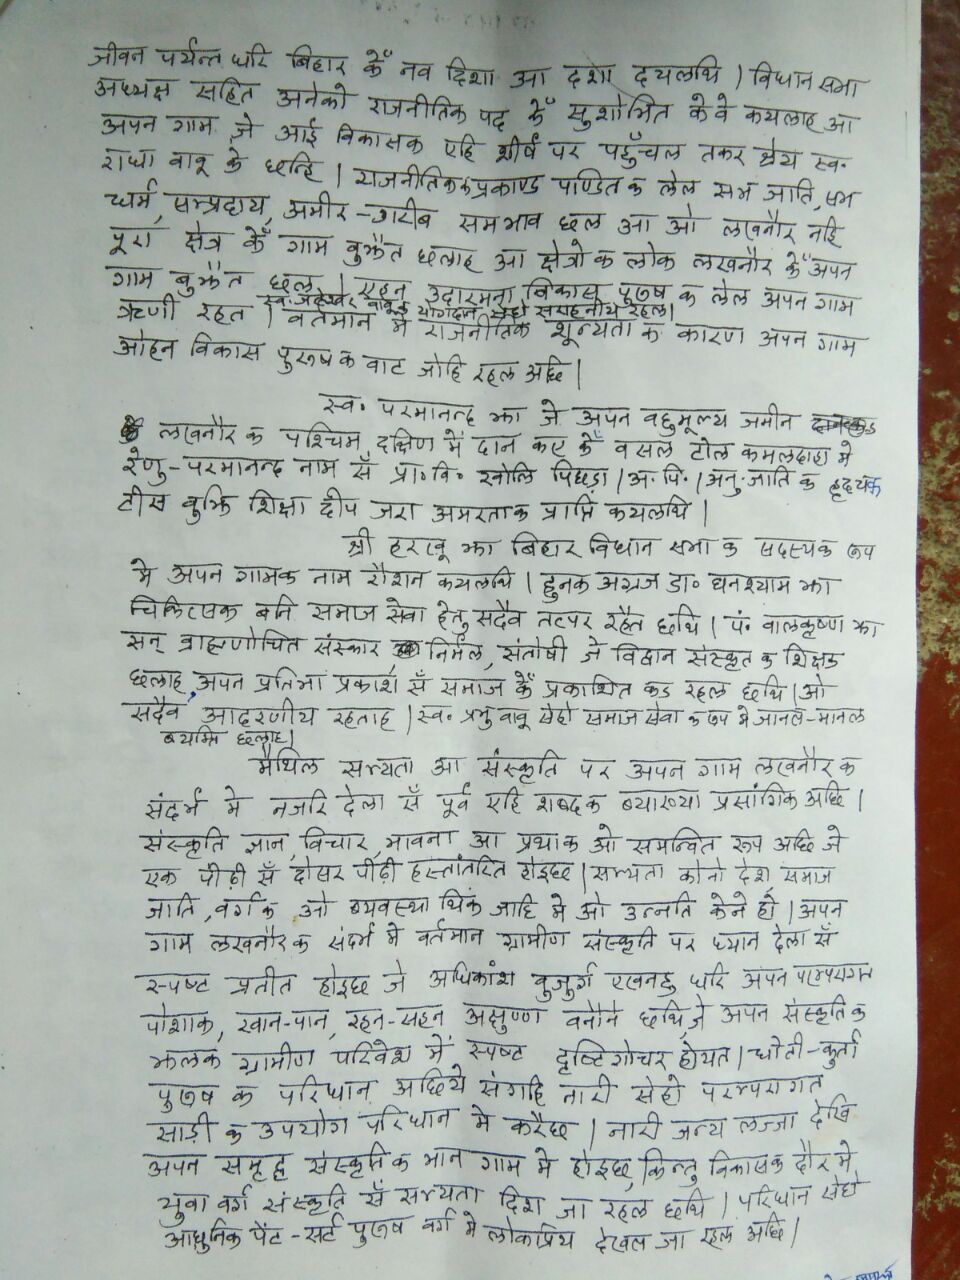 जीवन पर्यन्त धरि बिहार केँ नव दिशा आ दशा दयलथि । विधान सभा
अध्यक्ष सहित अनेको राजनीतिक पद केँ सुशोभित केवे कयलाह आ
अपन गाम जे आई विकासक एहि शीर्ष पर पहुँचल तकर श्रेय स्व॰
राधा वावू के छन्हि । राजनीतिकक प्रकाण्ड पण्डित क लेल सभ जाति, सभ
धर्म, सम्प्रदाय, अमीर-गरीब समभाव छल आ ओ लखनौर नहि
पूरा क्षेत्र केँ गाम वुझैत छलाह आ क्षेत्रो क लोक लखनौर केँ अपन
गाम बुझैत छल । एहन उदारमना विकास पुरुष क लेल अपन गाम
स्व॰ वावूक योगदान सेहो सराहनीय रहल ।
ऋणी रहत । वर्तमान मे राजनीतिक शून्यता क कारण अपन गाम
ओहन विकास पुरूष क वाट जोहि रहल अछि ।
स्व॰ परमानन्द झा जे अपन वहुमूल्य जमीन
लखनौर क पश्चिम दक्षिण में दान कए केँ वसल टोल कमलदाहा मे
रेणु-परमानन्द नाम सँ प्रा॰ वि॰ खोलि पिछड़ा । अ. पि. । अनु. जाति क हृदयक
टीस वुझि शिक्षा दीप जरा अमरताक प्राप्ति कयलथि ।
श्री हरखू झा बिहार विधान सभा क सदस्यक रूप
मे अपन गामक नाम रौशन कयलथि । हुनक अग्रज डा॰ घनश्याम झा
चिकित्सक बनि समाज सेवा हेतु सदैव तत्पर रहैत छथि । पं॰ वालकृष्ण झा
सन् व्राह्मणोचित संस्कार निर्मल, संतोषी जे विद्वान संस्कृत क शिक्षक
छलाह, अपन प्रतिभा प्रकाश सँ समाज केँ प्रकाशित कड रहल छथि । ओ
सदैव आदरणीय रहताह । स्व॰ प्रभु वावू सेहो समाज सेवा क रूप मे जानल-मानल
ब्यक्ति छलाह ।
मैथिल सभ्यता आ संस्कृति पर अपन गाम लखनौर क
संदर्भ मे नजरि देला सँ पूर्व एहि शब्द क ब्याख्या प्रसांगिक अछि ।
संस्कृति ज्ञान, विचार, भावना आ प्रथाक ओ समन्वित रूप अछि जे
एक पीढ़ी सँ दोसर पीढ़ी हस्तांतरित होइछ । सभ्यता कोनो देश समाज
जाति, वर्ग क ओ ब्यवस्था थिक जाहि मे ओ उन्नति केने हो । अपन
गाम लखनौर क संदर्भ मे वर्तमान ग्रामीण संस्कृति पर ध्यान देला सँ
स्पष्ट प्रतीत होइछ जे अधिकांश वुजुर्ग एखनहु धरि अपन परम्परागत
पोशाक, खान-पान, रहन-सहन अक्षुण्ण वनौने छथि, जे अपन संस्कृति क
झलक ग्रामीण परिवेश में स्पष्ट दृष्टिगोचर होयत । धोती-कुर्ता
पुरुष क परिधान अछिये संगहि नारी सेहो परम्परागत
साड़ी क उपयोग परिधान मे करैछ । नारी जन्य लज्जा देखि
अपन समृद्ध संस्कृति क भान गाम मे होइछ, किन्तु विकासक दौर मे
युवा वर्ग संस्कृति सँ सभ्यता दिश जा रहल छथि । परिधान सेहो
आधुनिक पेंट-सर्ट पुरुष वर्ग मे लोकप्रिय देखल जा रहल अछि ।